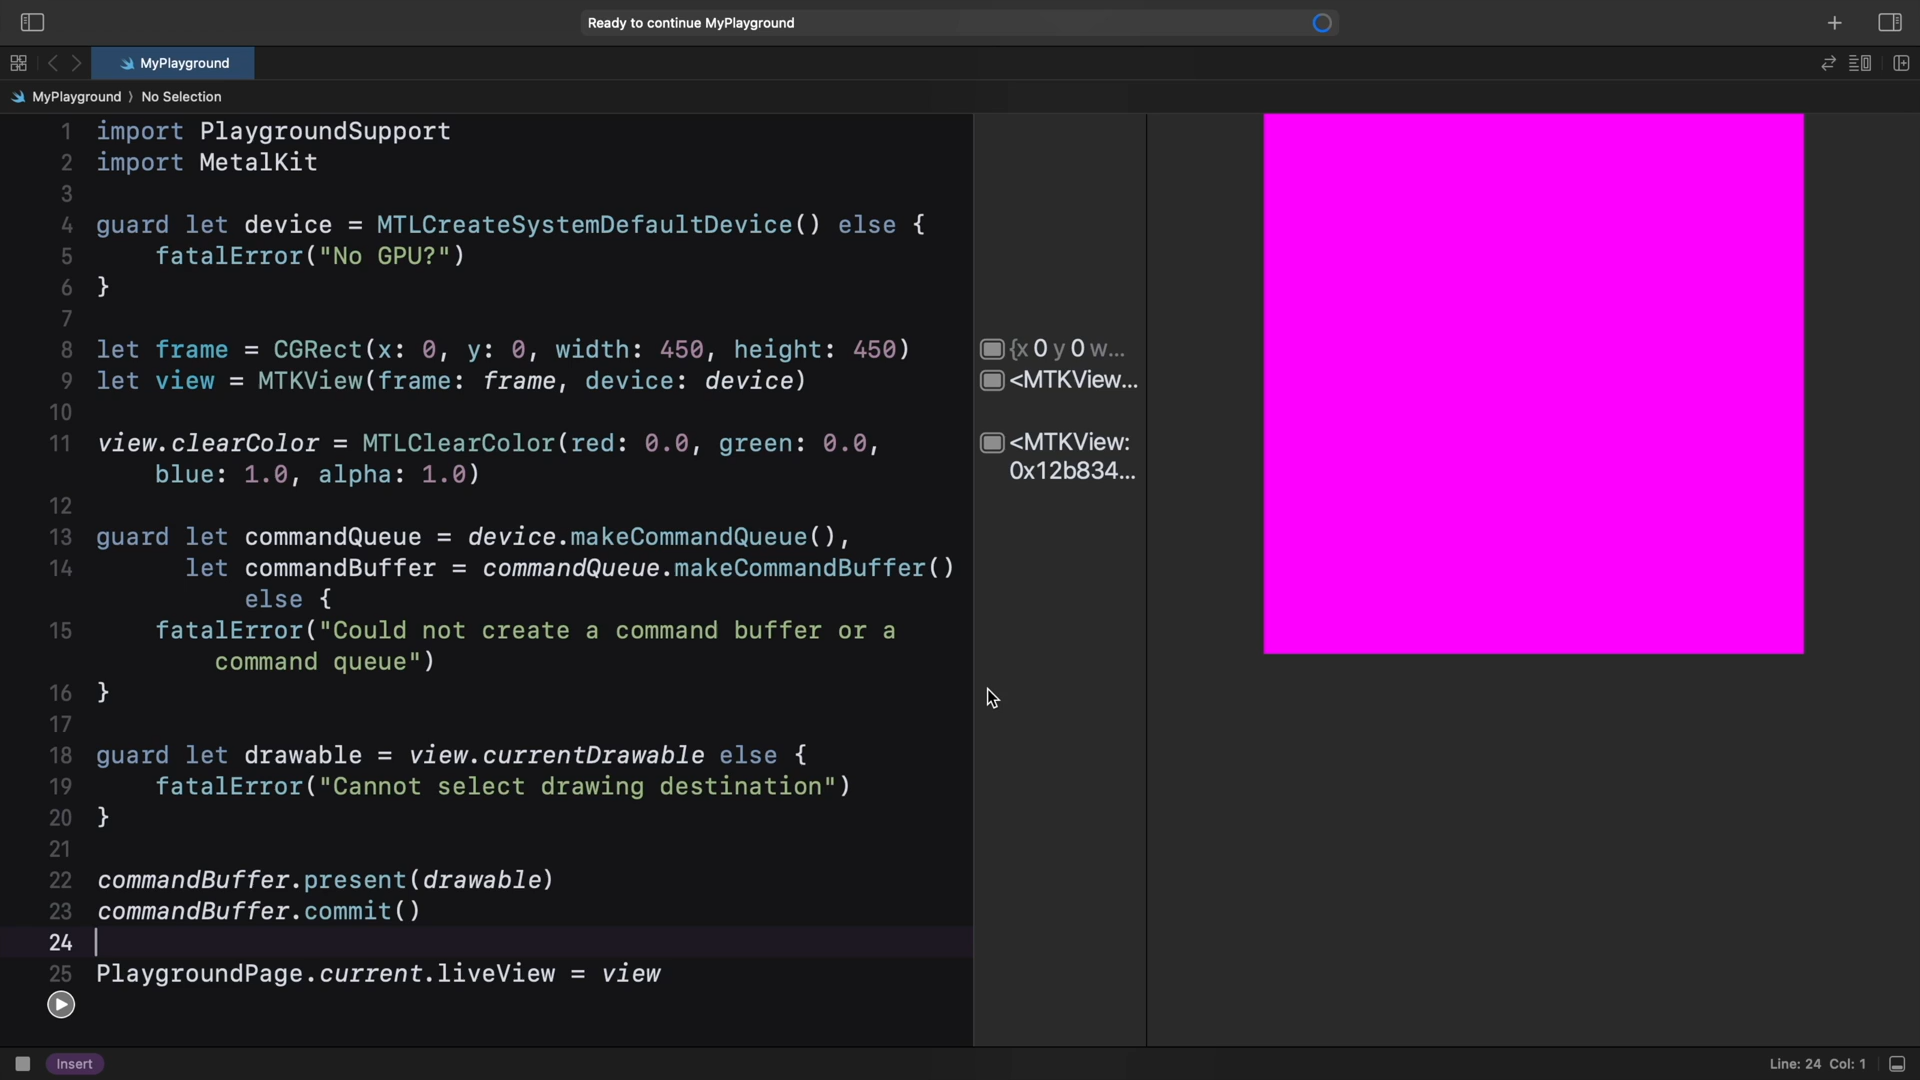 Ready to continue MyPlayground
MyPlayground
MyPlayground ⟩ No Selection
1 import PlaygroundSupport
2 import MetalKit
3
4 guard let device = MTLCreateSystemDefaultDevice() else {
5 fatalError("No GPU?")
6 }
7
8 let frame = CGRect(x: 0, y: 0, width: 450, height: 450)
{x 0 y 0 w...
9 let view = MTKView(frame: frame, device: device)
<MTKView...
10
11 view.clearColor = MTLClearColor(red: 0.0, green: 0.0,
<MTKView:
blue: 1.0, alpha: 1.0)
0x12b834...
12
13 guard let commandQueue = device.makeCommandQueue(),
14 let commandBuffer = commandQueue.makeCommandBuffer()
else {
15 fatalError("Could not create a command buffer or a
command queue")
16 }
17
18 guard let drawable = view.currentDrawable else {
19 fatalError("Cannot select drawing destination")
20 }
21
22 commandBuffer.present(drawable)
23 commandBuffer.commit()
24
25 PlaygroundPage.current.liveView = view
Insert
Line: 24 Col: 1